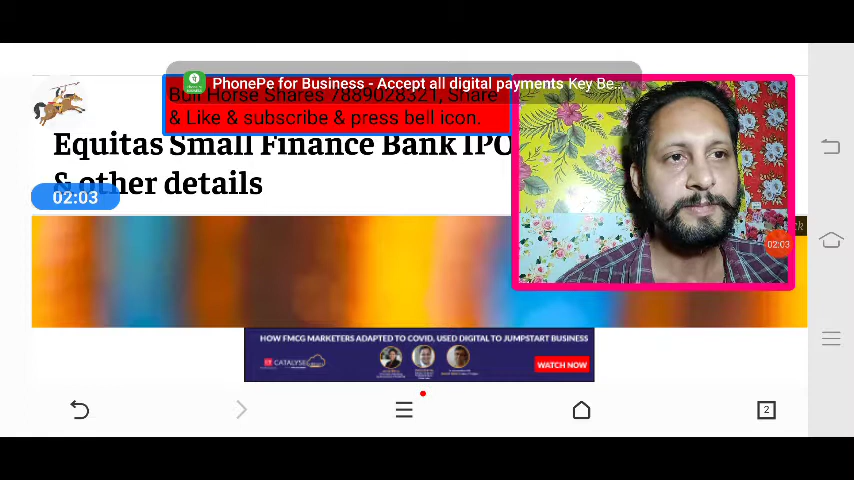 PhonePe for Business - Accept all digital payments Key Be...
Bull Horse Shares 7889028321, Share
& Like & subscribe & press bell icon.
Equitas Small Finance Bank IPO
& other details
02:03
02:03
HOW FMCG MARKETERS ADAPTED TO COVID, USED DIGITAL TO JUMPSTART BUSINESS
CATALYSE
WATCH NOW
2